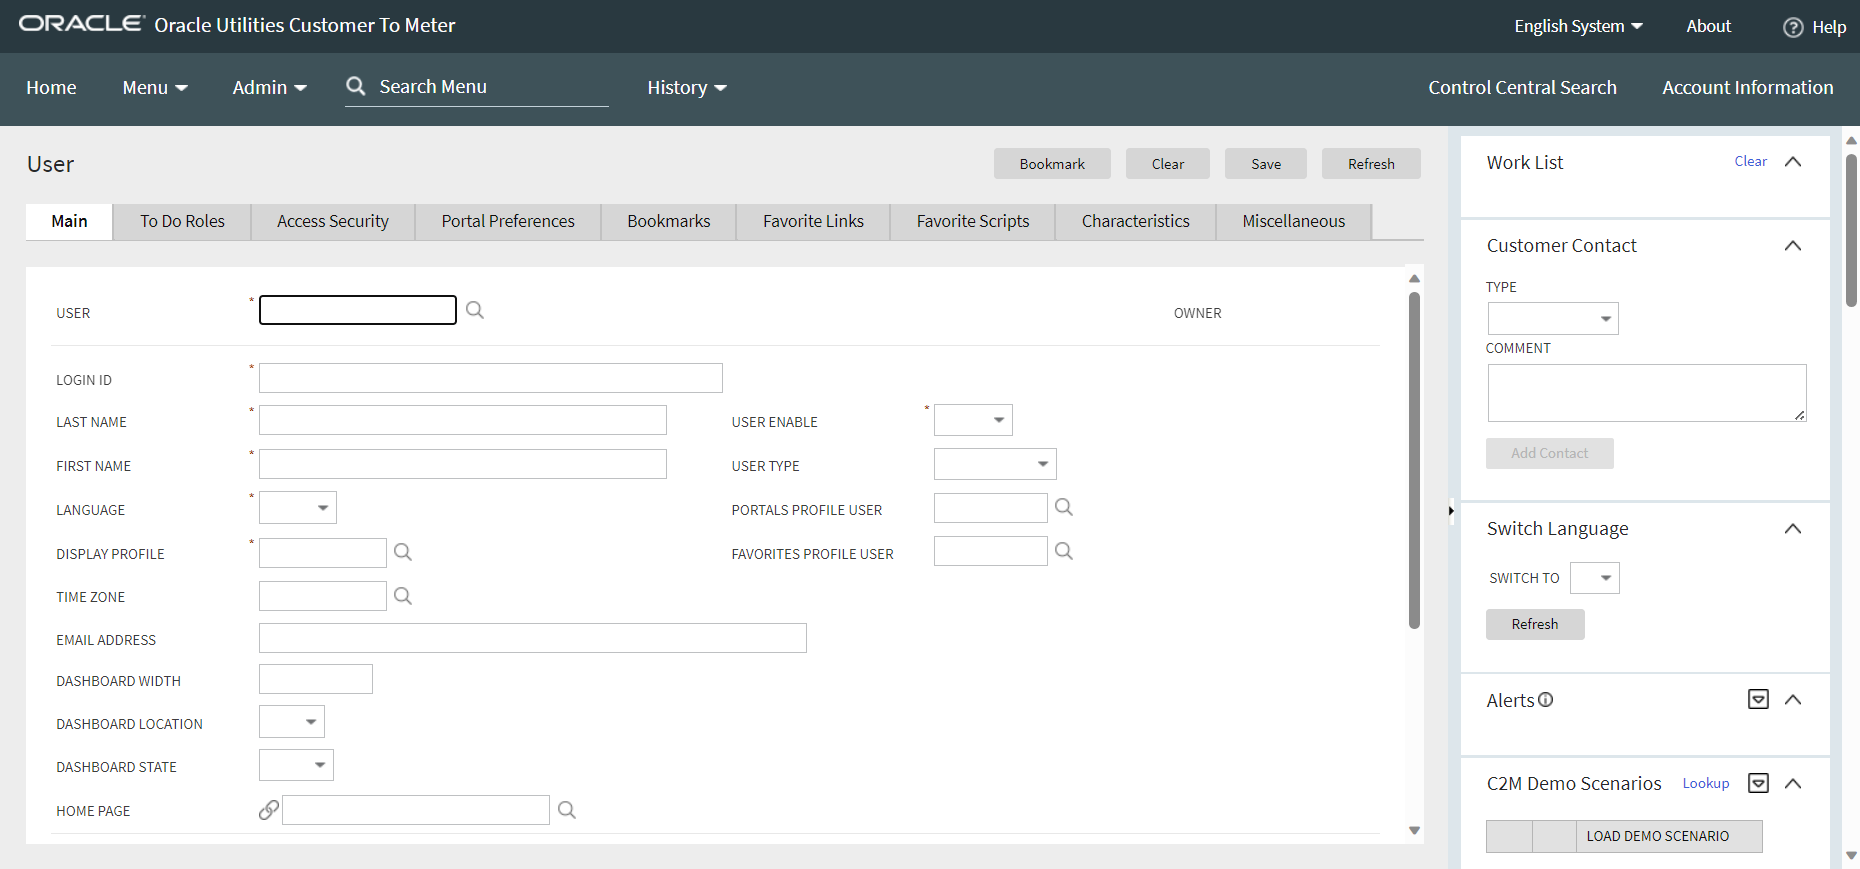 ORACLE Oracle Utilities Customer To Meter
English System About Help
Home Menu Admin Search Menu History Control Central Search Account Information
User
Bookmark Clear Save Refresh
Main To Do Roles Access Security Portal Preferences Bookmarks Favorite Links Favorite Scripts Characteristics Miscellaneous
USER * OWNER
LOGIN ID *
LAST NAME * USER ENABLE *
FIRST NAME * USER TYPE
LANGUAGE * PORTALS PROFILE USER
DISPLAY PROFILE * FAVORITES PROFILE USER
TIME ZONE
EMAIL ADDRESS
DASHBOARD WIDTH
DASHBOARD LOCATION
DASHBOARD STATE
HOME PAGE
Work List Clear
Customer Contact
TYPE
COMMENT
Add Contact
Switch Language
SWITCH TO
Refresh
Alerts
C2M Demo Scenarios Lookup
LOAD DEMO SCENARIO